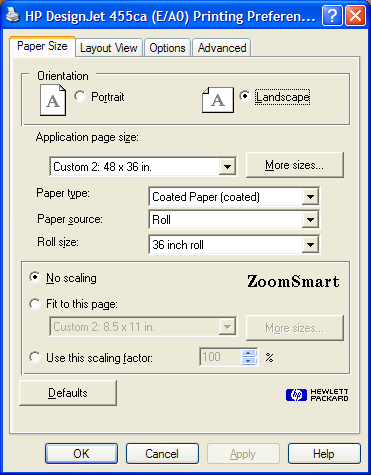 HP DesignJet 455ca (E/A0) Printing Preferen...
Paper Size Layout View Options Advanced
Orientation
A Portrait A Landscape
Application page size:
Custom 2: 48 x 36 in. More sizes...
Paper type: Coated Paper (coated)
Paper source: Roll
Roll size: 36 inch roll
No scaling ZoomSmart
Fit to this page:
Custom 2: 8.5 x 11 in. More sizes...
Use this scaling factor: 100 %
Defaults hp HEWLETT
PACKARD
OK Cancel Apply Help